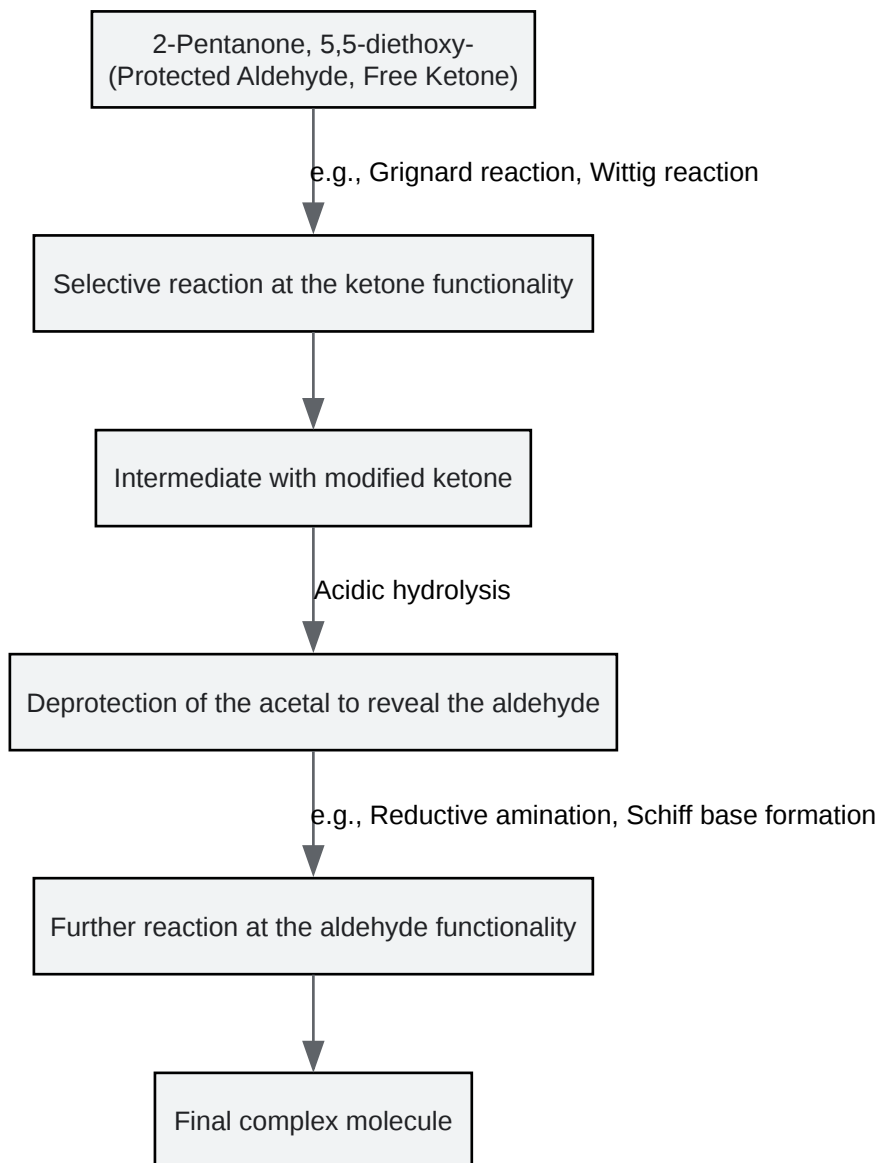 2-Pentanone, 5,5-diethoxy-
(Protected Aldehyde, Free Ketone)
e.g., Grignard reaction, Wittig reaction
Selective reaction at the ketone functionality
Intermediate with modified ketone
Acidic hydrolysis
Deprotection of the acetal to reveal the aldehyde
e.g., Reductive amination, Schiff base formation
Further reaction at the aldehyde functionality
Final complex molecule